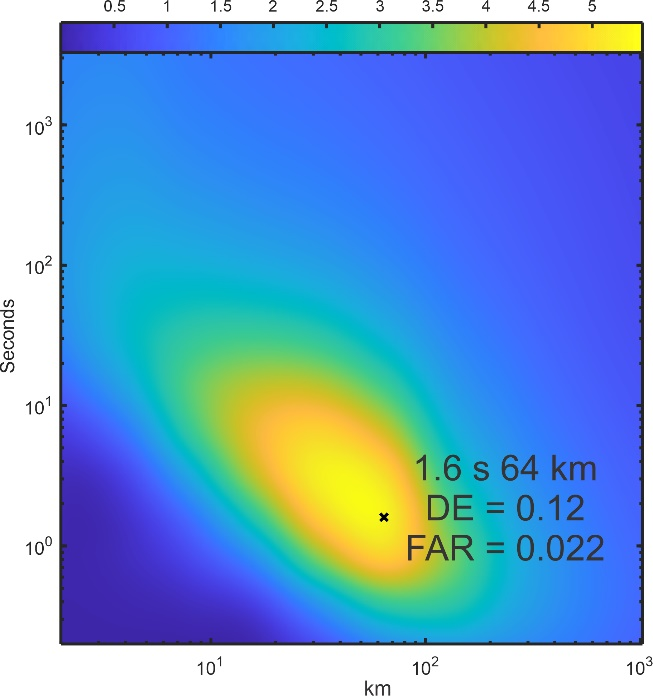 0.5 1 1.5 2 2.5 3 3.5 4 4.5 5
10³
10²
Seconds
10¹
1.6 s 64 km
DE = 0.12
FAR = 0.022
10⁰
10¹ 10² 10³
km